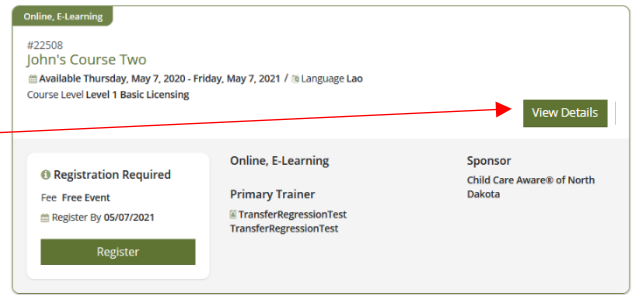 Online, E-Learning
#22508
John's Course Two
Available Thursday, May 7, 2020 - Friday, May 7, 2021 / Language Lao
Course Level Level 1 Basic Licensing
View Details
Registration Required
Fee Free Event
Register By 05/07/2021
Register
Online, E-Learning
Primary Trainer
TransferRegressionTest
TransferRegressionTest
Sponsor
Child Care Aware® of North
Dakota